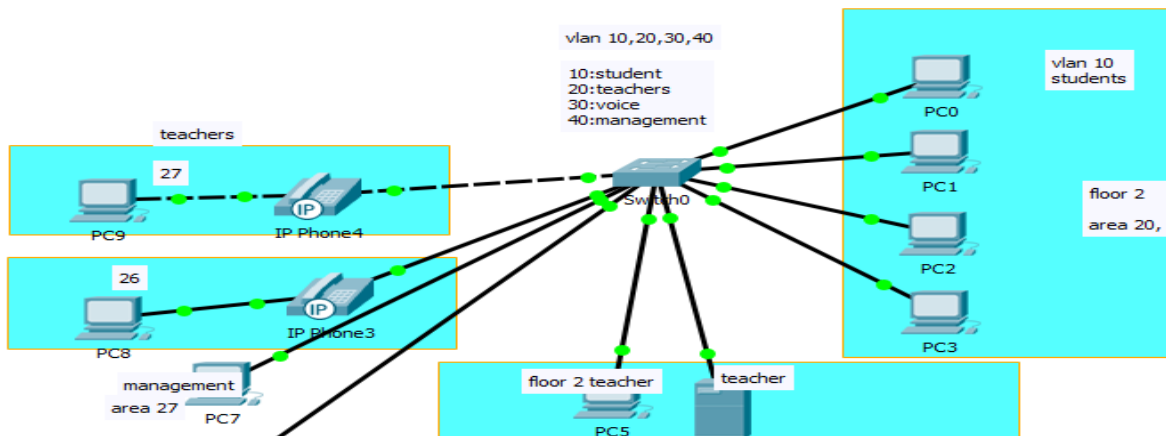 vlan 10,20,30,40
10:student
20:teachers
30:voice
40:management
vlan 10
students
PC0
teachers
27
PC9
IP
IP Phone4
Switch0
PC1
floor 2
area 20,
PC2
26
PC8
IP
IP Phone3
PC3
management
area 27
PC7
floor 2 teacher
teacher
PC5